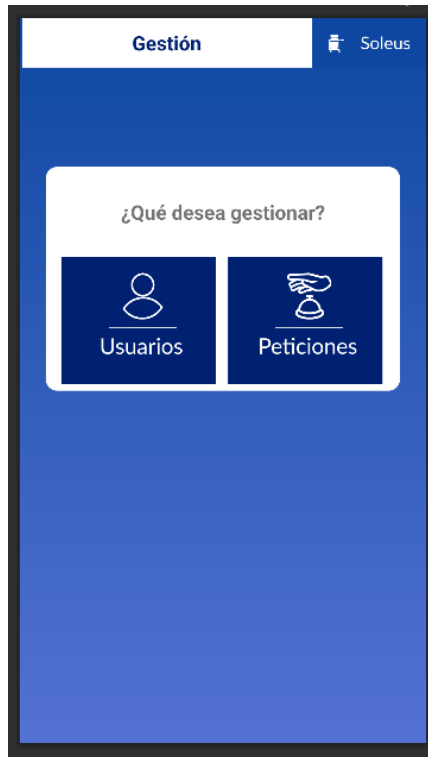 Gestión
Soleus
¿Qué desea gestionar?
Usuarios
Peticiones